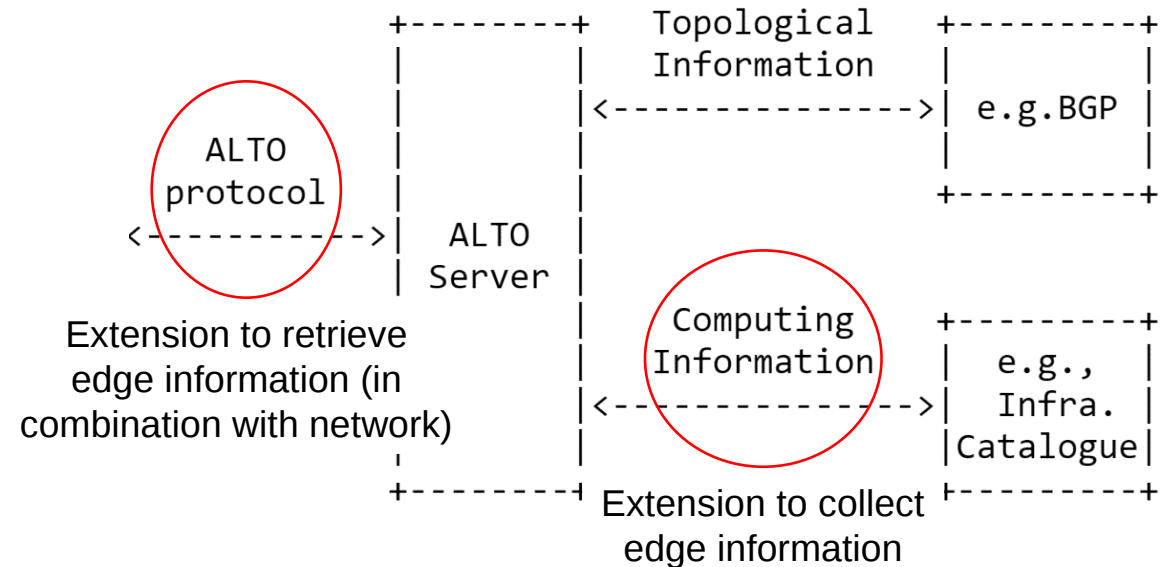 Topological
Information
e.g.BGP
ALTO
protocol
ALTO
Server
Extension to retrieve
edge information (in
combination with network)
Computing
Information
e.g.,
Infra.
Catalogue
Extension to collect
edge information